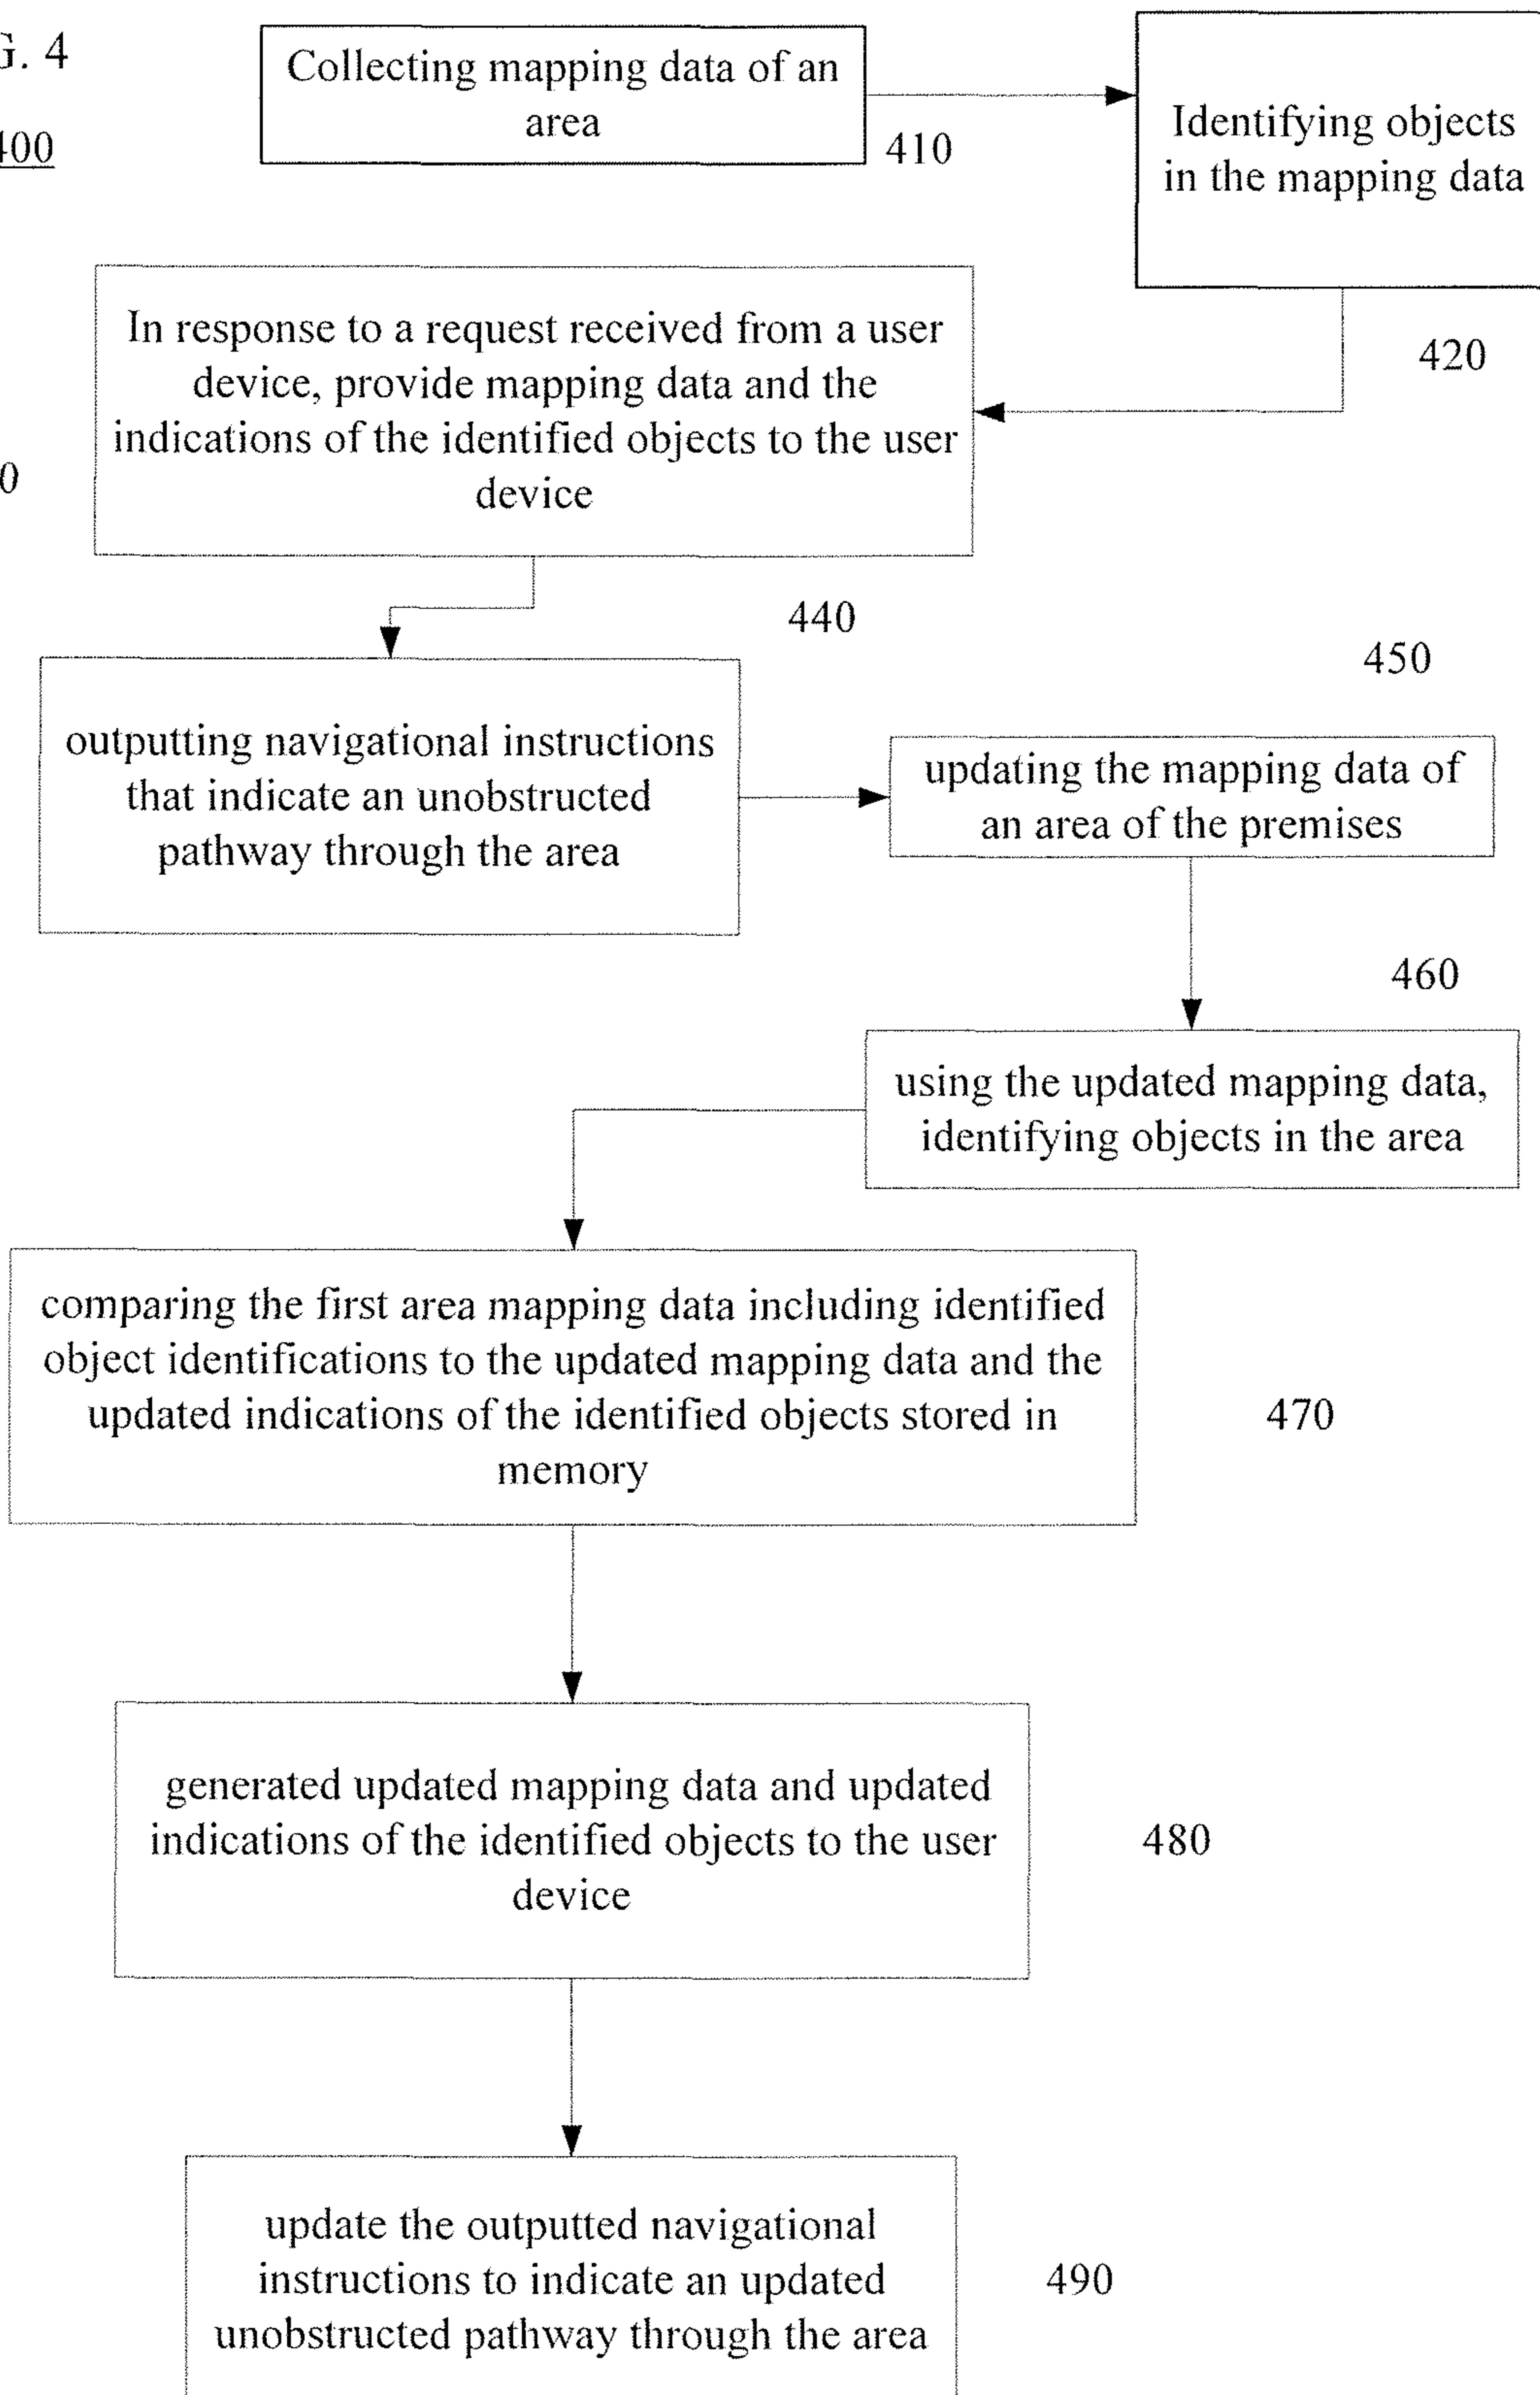 G. 4
400
Collecting mapping data of an
area
410
Identifying objects
in the mapping data
420
In response to a request received from a user
device, provide mapping data and the
indications of the identified objects to the user
device
0
440
outputting navigational instructions
that indicate an unobstructed
pathway through the area
450
updating the mapping data of
an area of the premises
460
using the updated mapping data,
identifying objects in the area
comparing the first area mapping data including identified
object identifications to the updated mapping data and the
updated indications of the identified objects stored in
memory
470
generated updated mapping data and updated
indications of the identified objects to the user
device
480
update the outputted navigational
instructions to indicate an updated
unobstructed pathway through the area
490